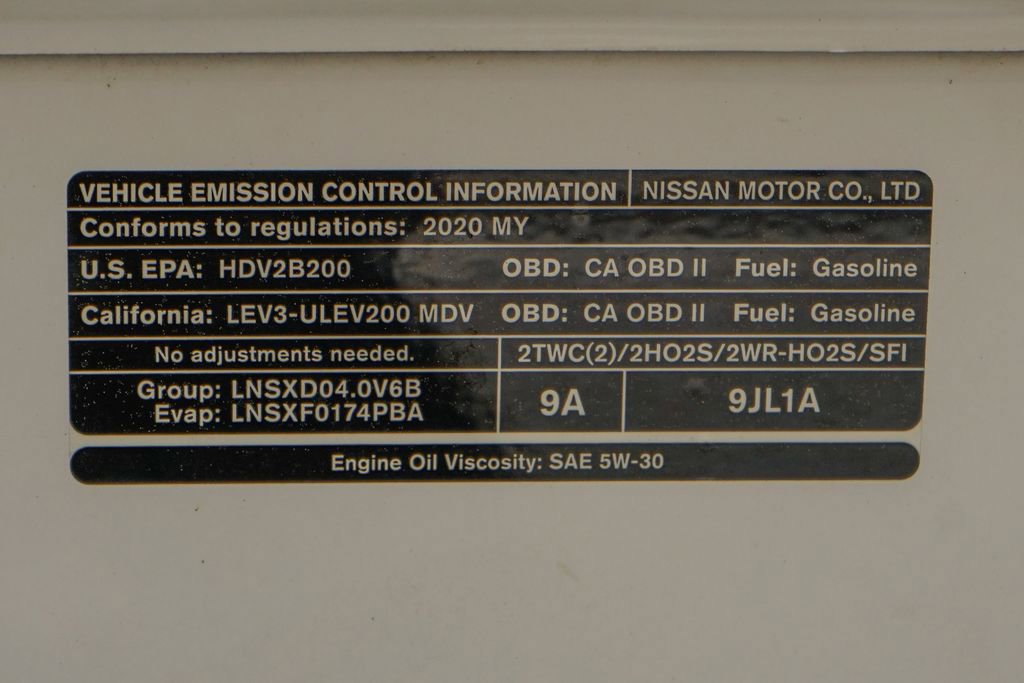 VEHICLE EMISSION CONTROL INFORMATION NISSAN MOTOR CO., LTD
Conforms to regulations: 2020 MY
U.S. EPA: HDV2B200 OBD: CA OBD II Fuel: Gasoline
California: LEV3-ULEV200 MDV OBD: CA OBD II Fuel: Gasoline
No adjustments needed. 2TWC(2)/2HO2S/2WR-HO2S/SFI
Group: LNSXD04.0V6B
Evap: LNSXF0174PBA
9A 9JL1A
Engine Oil Viscosity: SAE 5W-30